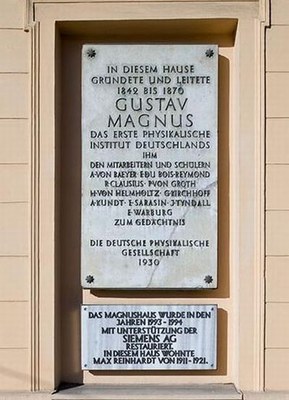 IN DIESEM HAUSE
GRÜNDETE UND LEITETE
1842 BIS 1870
GUSTAV
MAGNUS
DAS ERSTE PHYSIKALISCHE
INSTITUT DEUTSCHLANDS
IHM
DEN MITARBEITERN UND SCHÜLERN
A·VON BAEYER·E·DU BOIS-REYMOND
R·CLAUSIUS·P·VON GROTH
H·VON HELMHOLTZ·G·KIRCHHOFF
A·KUNDT·E·SARASIN·J·TYNDALL
E·WARBURG
ZUM GEDÄCHTNIS
DIE DEUTSCHE PHYSIKALISCHE
GESELLSCHAFT
1930
DAS MAGNUSHAUS WURDE IN DEN
JAHREN 1993-1994
MIT UNTERSTÜTZUNG DER
SIEMENS AG
RESTAURIERT.
IN DIESEM HAUS WOHNTE
MAX REINHARDT VON 1911-1921.